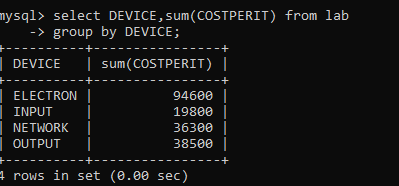 mysql> select DEVICE,sum(COSTPERIT) from lab
    -> group by DEVICE;
+----------+----------------+
| DEVICE   | sum(COSTPERIT) |
+----------+----------------+
| ELECTRON |          94600 |
| INPUT    |          19800 |
| NETWORK  |          36300 |
| OUTPUT   |          38500 |
+----------+----------------+
4 rows in set (0.00 sec)